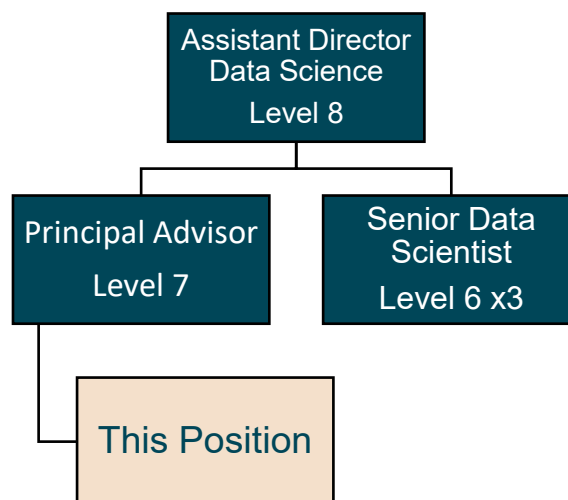 Assistant Director
Data Science
Level 8
Principal Advisor
Level 7
Senior Data
Scientist
Level 6 x3
This Position